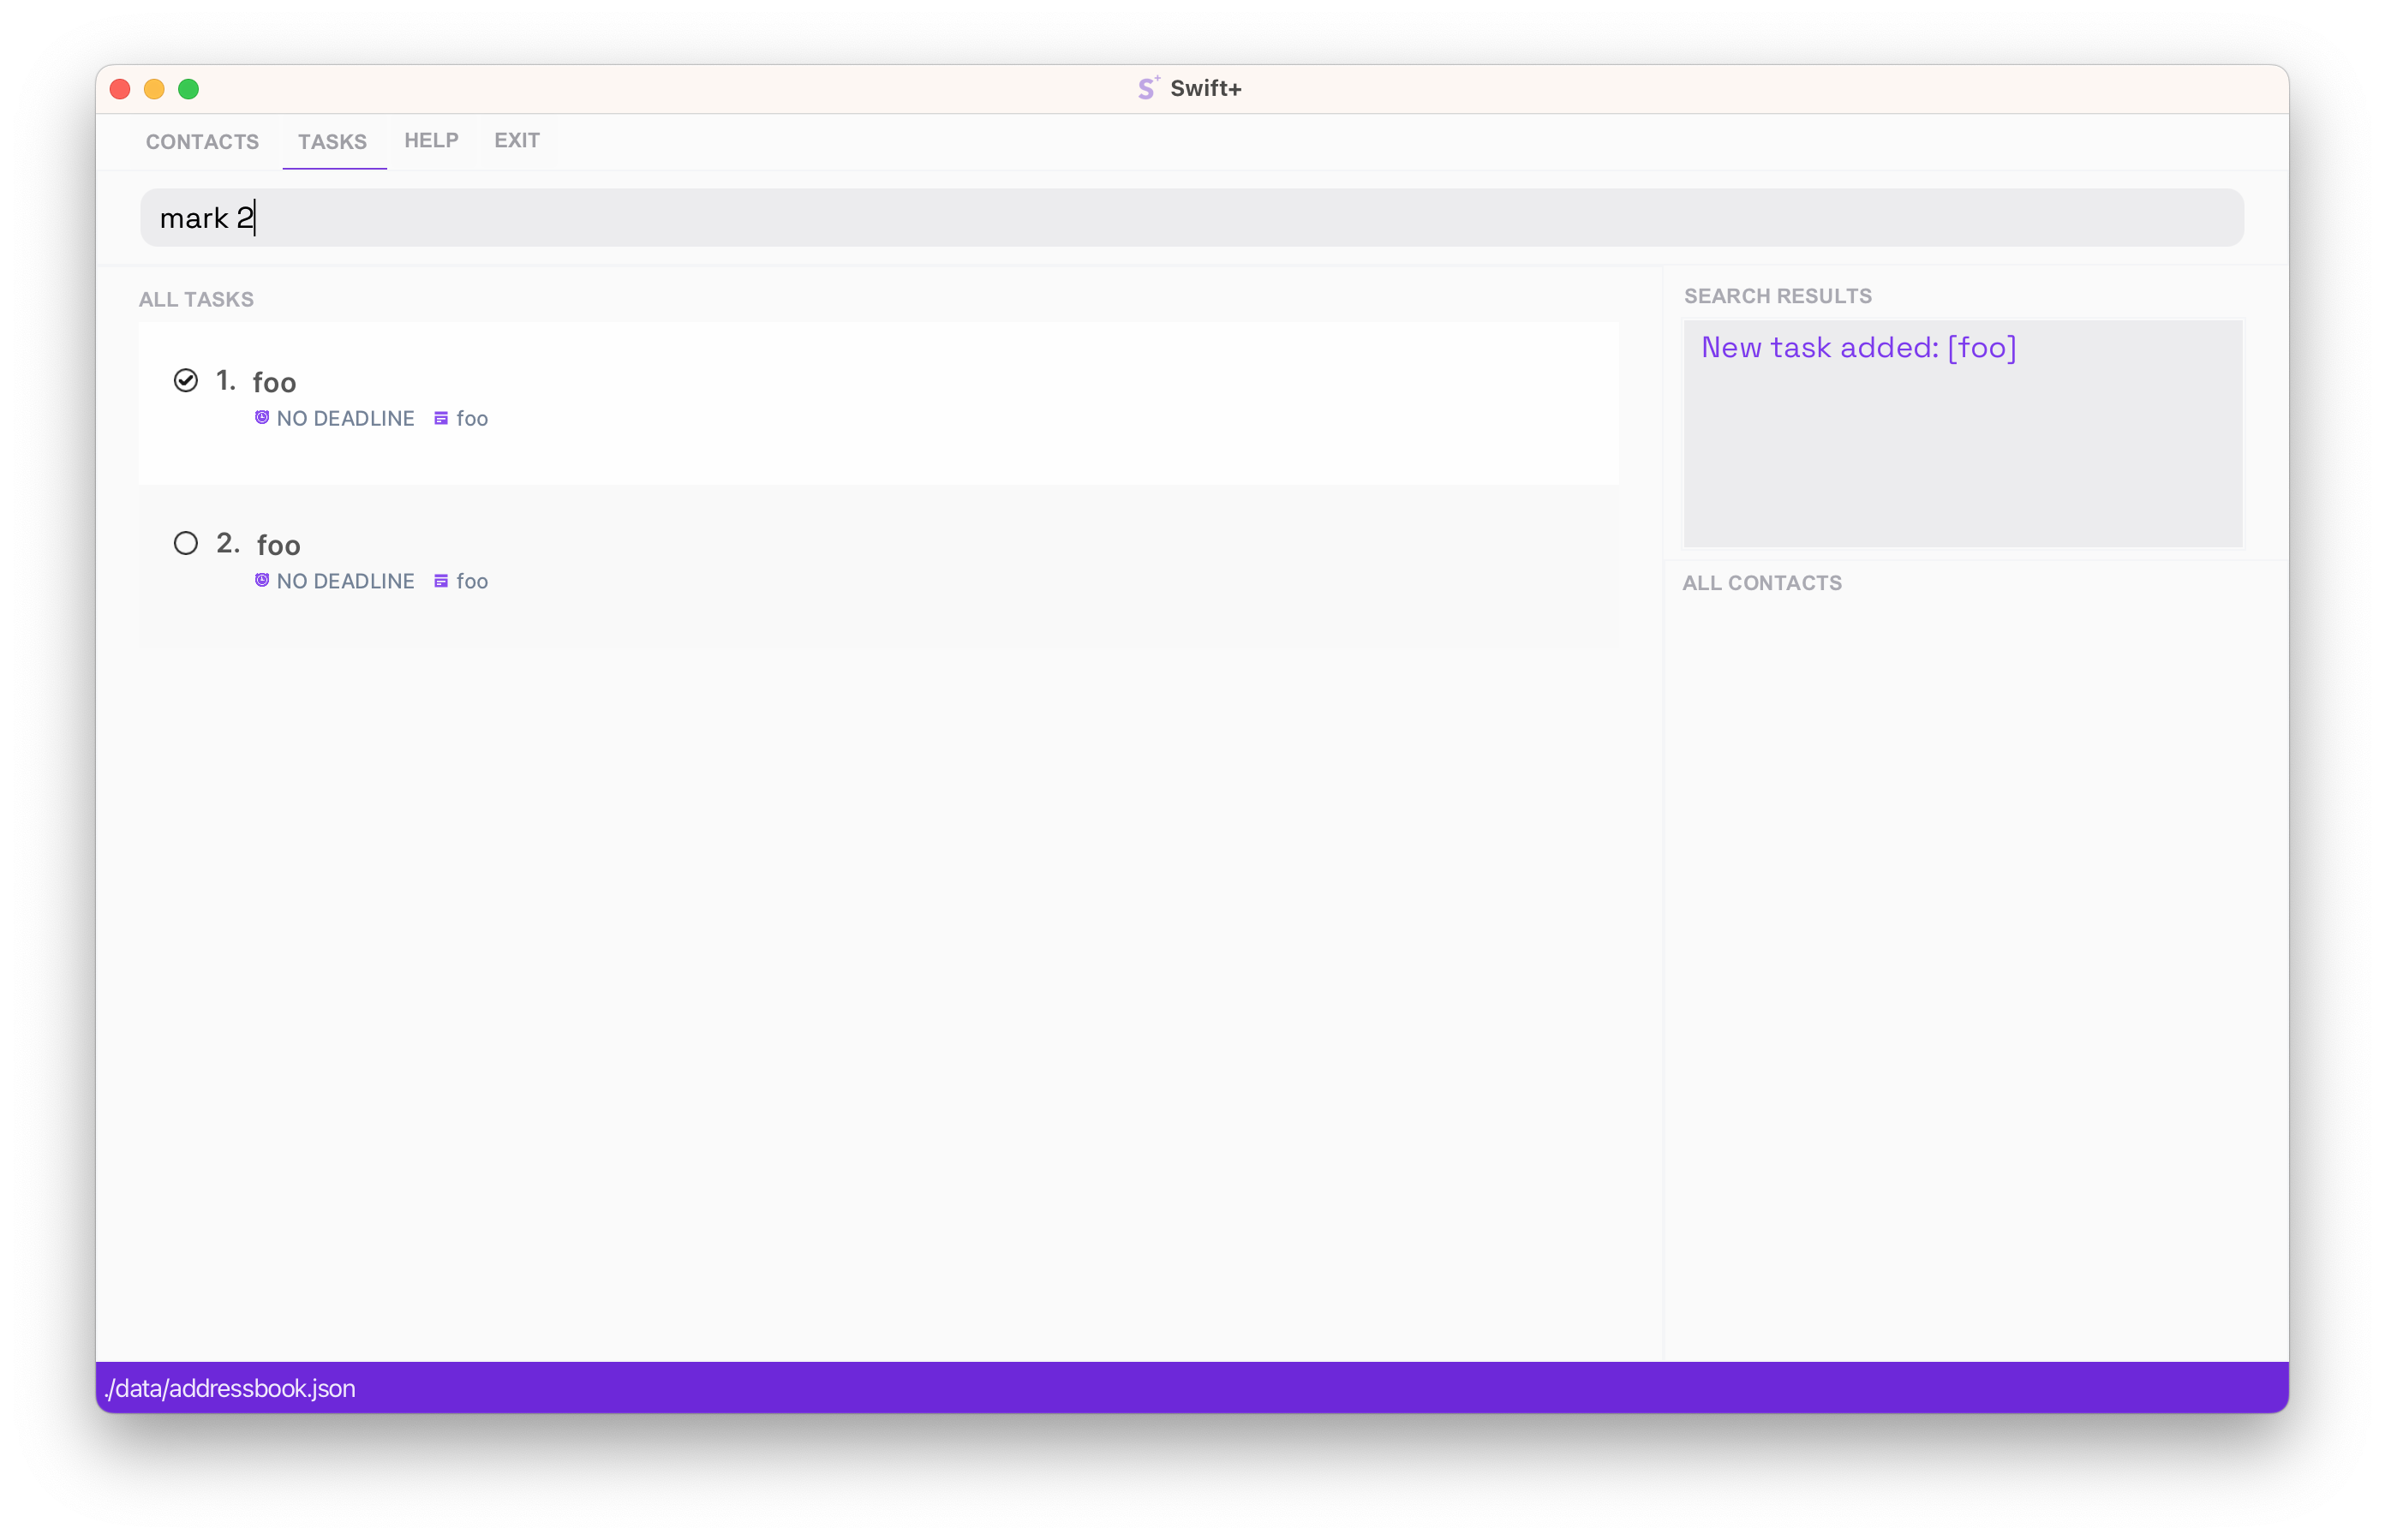 Swift+
CONTACTS TASKS HELP EXIT
mark 2
ALL TASKS
1. foo
NO DEADLINE foo
2. foo
NO DEADLINE foo
SEARCH RESULTS
New task added: [foo]
ALL CONTACTS
./data/addressbook.json